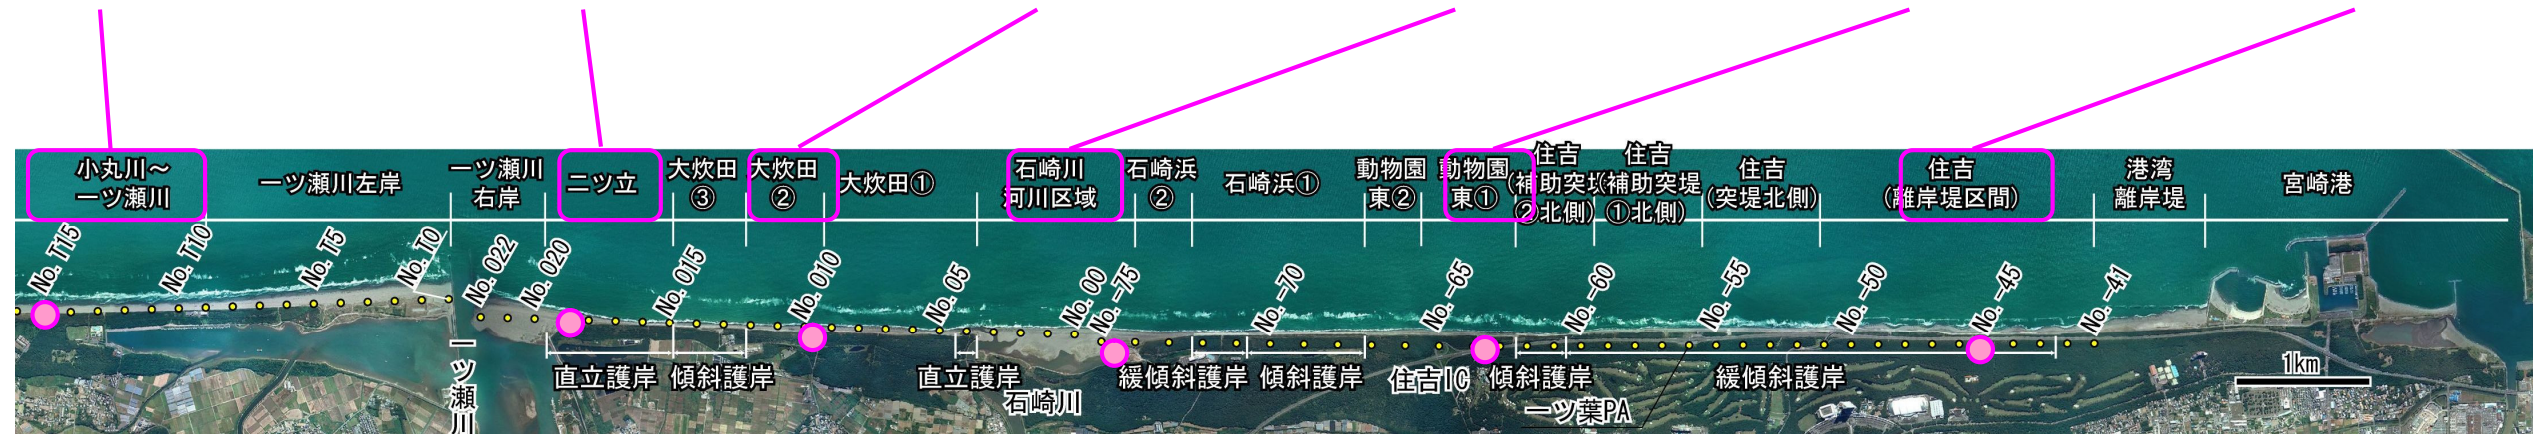 小丸川～
一ツ瀬川
一ツ瀬川左岸
一ツ瀬川
右岸
二ツ立
大炊田
③
大炊田
②
大炊田①
石崎川
河川区域
石崎浜
②
石崎浜①
動物園
東②
動物園
東①
住吉
(補助突堤
②北側)
住吉
(補助突堤
①北側)
住吉
(突堤北側)
住吉
(離岸堤区間)
港湾
離岸堤
宮崎港
No. T15
No. T10
No. T5
No. T0
No. 022
No. 020
No. 015
No. 010
No. 05
No. 00
No. -75
No. -70
No. -65
No. -60
No. -55
No. -50
No. -45
No. -41
一ツ瀬川
直立護岸
傾斜護岸
直立護岸
石崎川
緩傾斜護岸
傾斜護岸
住吉IC
傾斜護岸
一ツ葉PA
緩傾斜護岸
1km